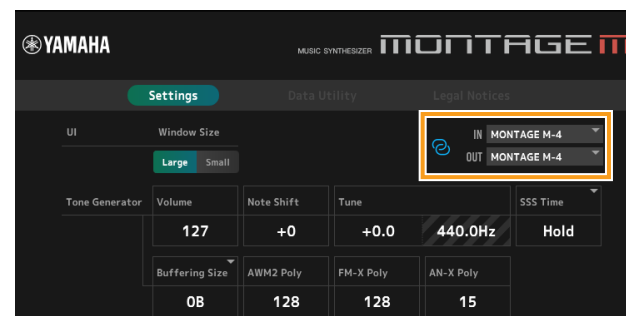 YAMAHA
MUSIC SYNTHESIZER MONTAGE M
Settings Data Utility Legal Notices
UI Window Size
IN MONTAGE M-4
Large Small
OUT MONTAGE M-4
Tone Generator Volume Note Shift Tune SSS Time
127 +0 +0.0 440.0Hz Hold
Buffering Size AWM2 Poly FM-X Poly AN-X Poly
0B 128 128 15